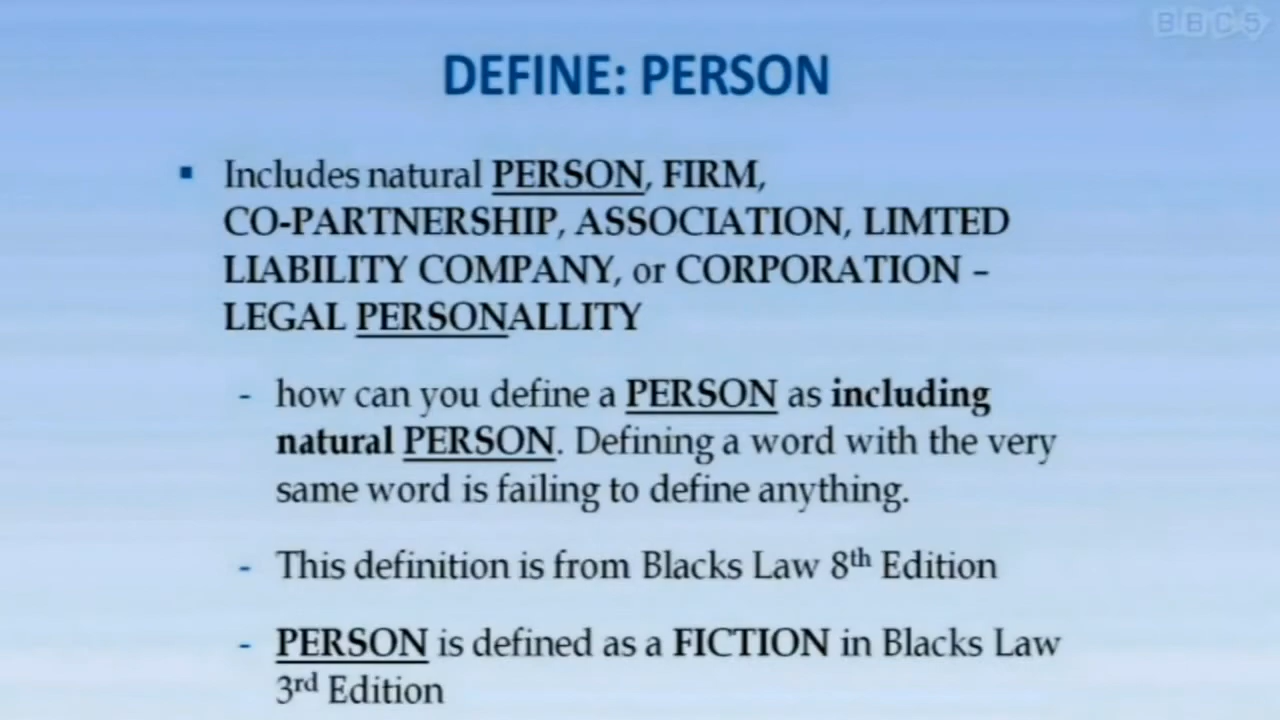 BBC5
DEFINE: PERSON
▪ Includes natural PERSON, FIRM,
CO-PARTNERSHIP, ASSOCIATION, LIMTED
LIABILITY COMPANY, or CORPORATION –
LEGAL PERSONALLITY
- how can you define a PERSON as including
natural PERSON. Defining a word with the very
same word is failing to define anything.
- This definition is from Blacks Law 8th Edition
- PERSON is defined as a FICTION in Blacks Law
3rd Edition